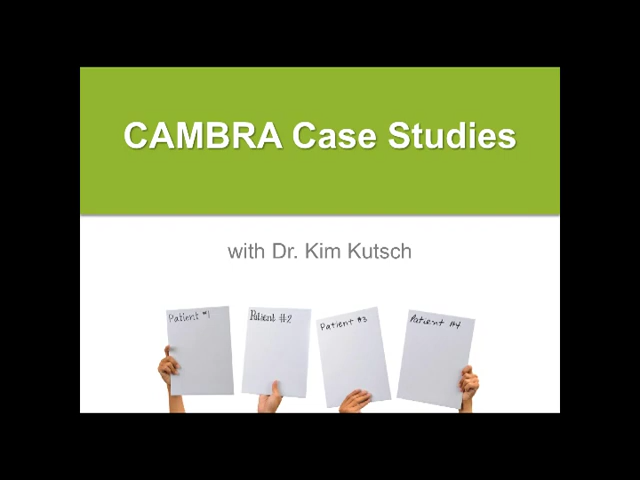 CAMBRA Case Studies
with Dr. Kim Kutsch
Patient #1
Patient #2
Patient #3
Patient #4